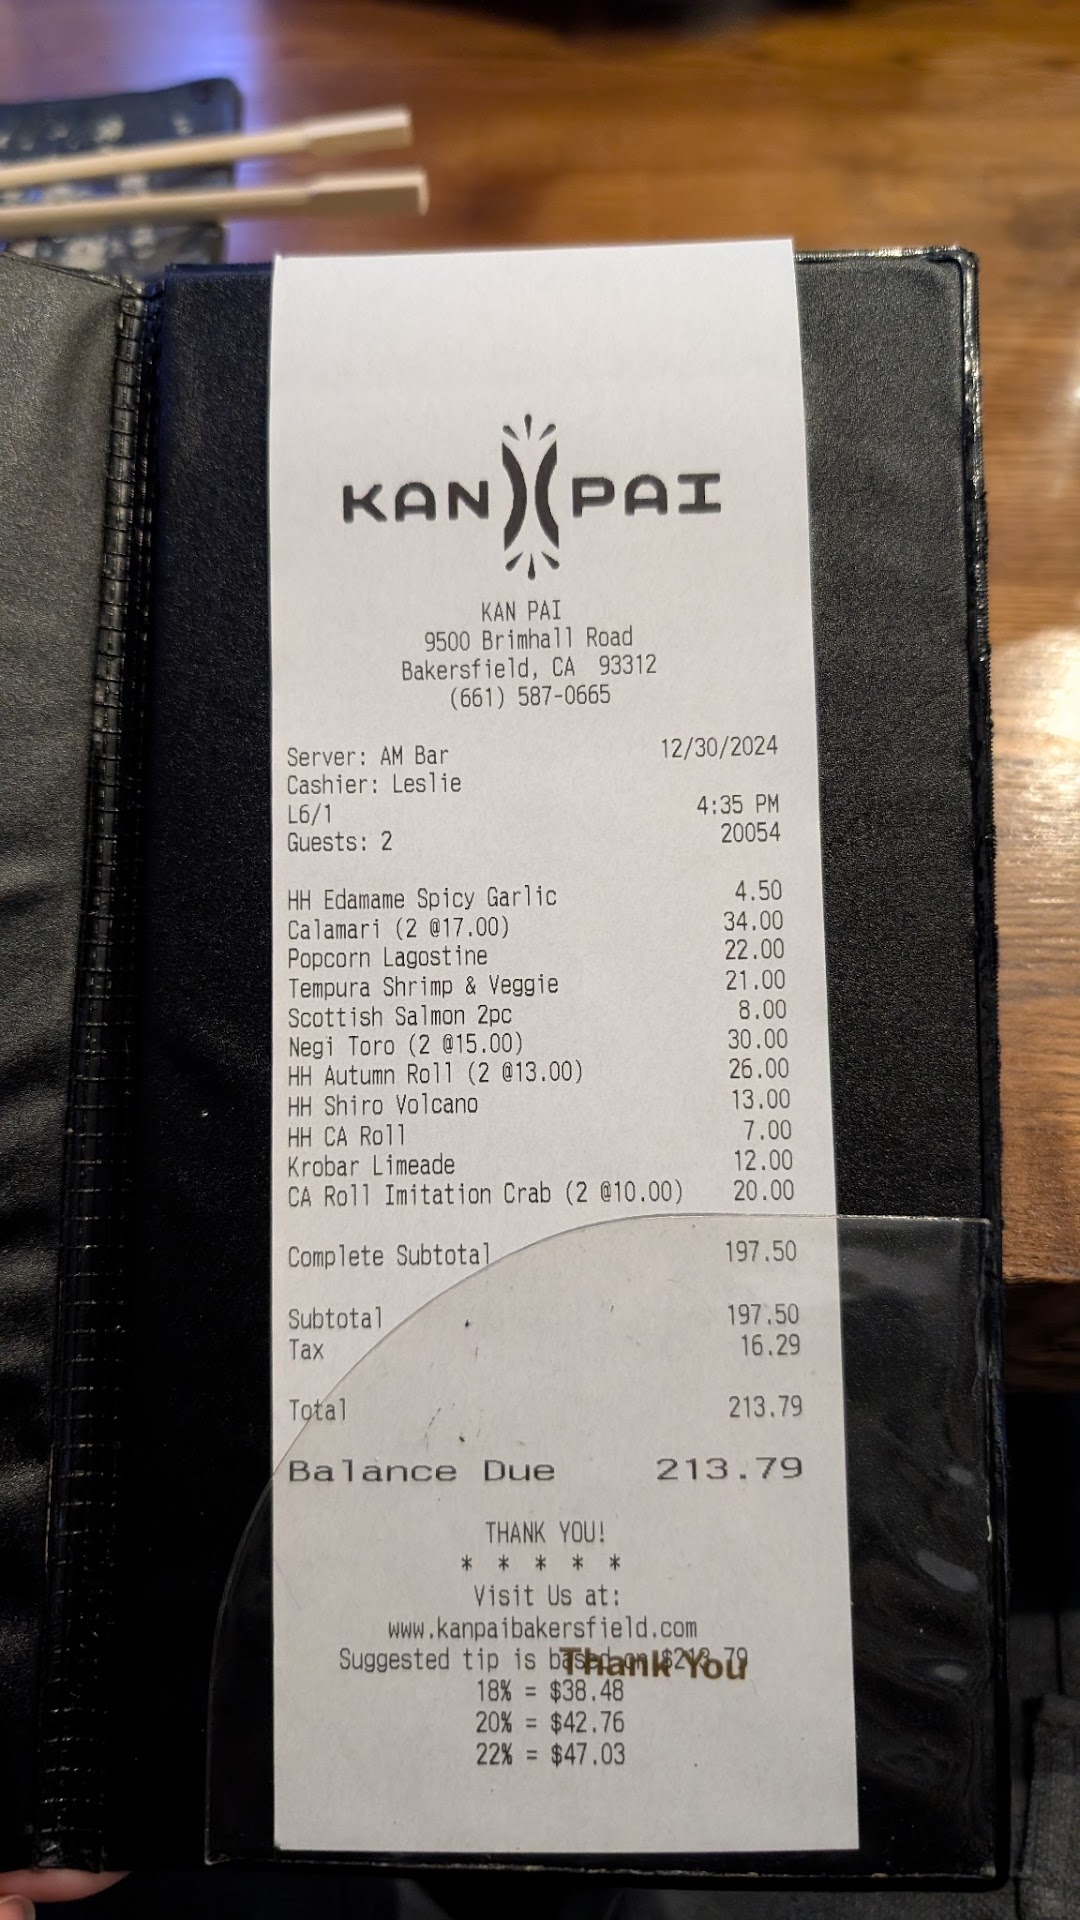 KAN PAI
KAN PAI
9500 Brimhall Road
Bakersfield, CA 93312
(661) 587-0665
Server: AM Bar 12/30/2024
Cashier: Leslie
L6/1 4:35 PM
Guests: 2 20054
HH Edamame Spicy Garlic 4.50
Calamari (2 @17.00) 34.00
Popcorn Lagostine 22.00
Tempura Shrimp & Veggie 21.00
Scottish Salmon 2pc 8.00
Negi Toro (2 @15.00) 30.00
HH Autumn Roll (2 @13.00) 26.00
HH Shiro Volcano 13.00
HH CA Roll 7.00
Krobar Limeade 12.00
CA Roll Imitation Crab (2 @10.00) 20.00
Complete Subtotal 197.50
Subtotal 197.50
Tax 16.29
Total 213.79
Balance Due 213.79
THANK YOU!
* * * * *
Visit Us at:
www.kanpaibakersfield.com
Suggested tip is based on $213.79
Thank You
18% = $38.48
20% = $42.76
22% = $47.03